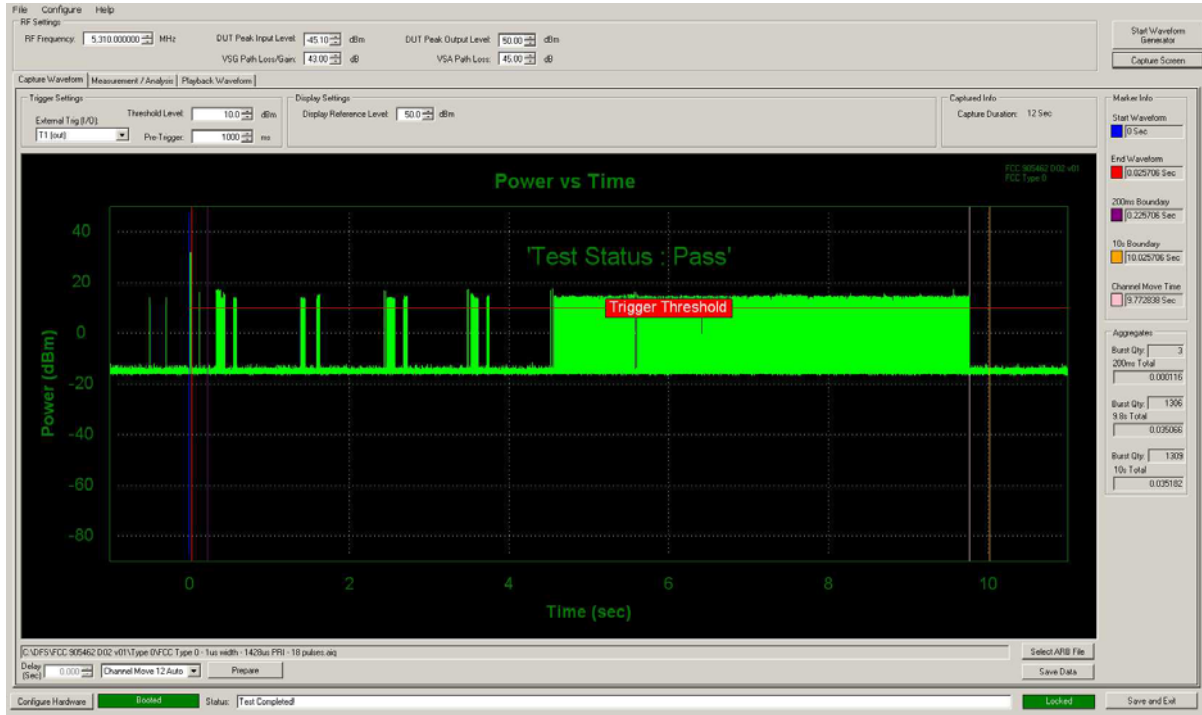 File Configure Help
RF Settings
RF Frequency: 5,310.000000 MHz
DUT Peak Input Level: -45.10 dBm
DUT Peak Output Level: 50.00 dBm
VSG Path Loss/Gain: 43.00 dB
VSA Path Loss: 45.00 dB
Start Waveform Generator
Capture Screen
Capture Waveform Measurement / Analysis Playback Waveform
Trigger Settings
External Trig (I/O):
T1 (out)
Threshold Level: 10.0 dBm
Pre-Trigger: 1000 ms
Display Settings
Display Reference Level: 50.0 dBm
Captured Info
Capture Duration: 12 Sec
Marker Info
Start Waveform
0 Sec
End Waveform
0.025706 Sec
200ms Boundary
0.225706 Sec
10s Boundary
10.025706 Sec
Channel Move Time
9.772838 Sec
Aggregates
Burst Qty: 3
200ms Total
0.000116
Burst Qty: 1306
9.8s Total
0.035066
Burst Qty: 1309
10s Total
0.035182
Power vs Time
FCC 905462 D02 v01
FCC Type 0
'Test Status : Pass'
Trigger Threshold
Power (dBm)
40
20
0
-20
-40
-60
-80
0 2 4 6 8 10
Time (sec)
C:\DFS\FCC 905462 D02 v01\Type 0\FCC Type 0 - 1us width - 1428us PRI - 18 pulses.aiq
Select ARB File
Delay (Sec) 0.000
Channel Move 12 Auto
Prepare
Save Data
Configure Hardware
Booted
Status: Test Completed!
Locked
Save and Exit